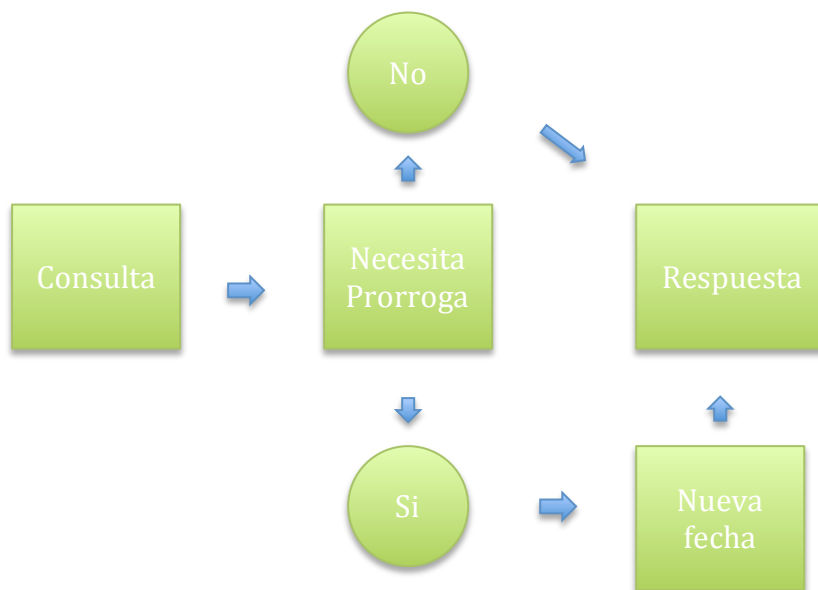 No
Consulta
Necesita
Prorroga
Respuesta
Si
Nueva
fecha